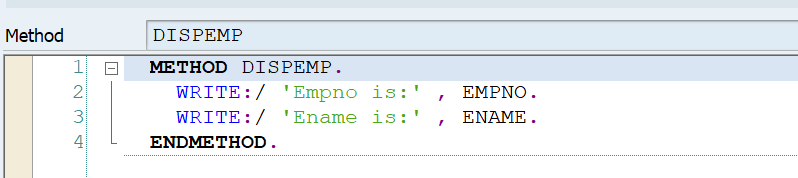 Method DISPEMP
1 METHOD DISPEMP.
2 WRITE:/ 'Empno is:' , EMPNO.
3 WRITE:/ 'Ename is:' , ENAME.
4 ENDMETHOD.